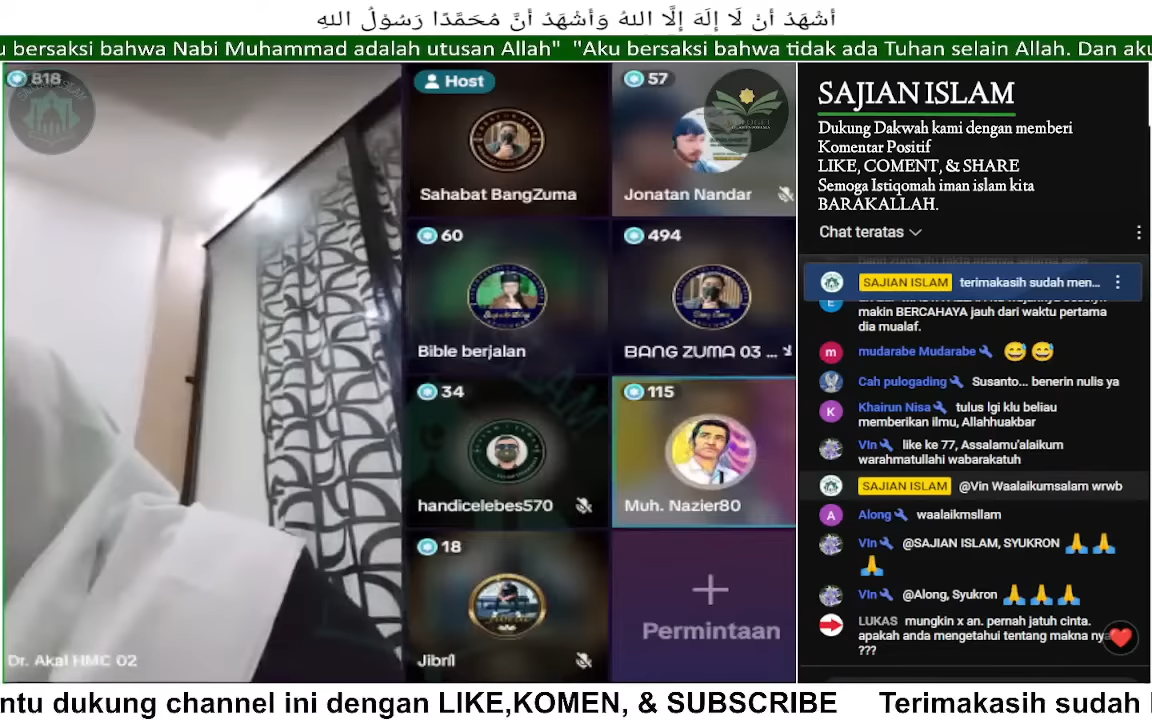 أَشْهَدُ أَنْ لَا إِلَهَ إِلَّا اللهُ وَأَشْهَدُ أَنَّ مُحَمَّدًا رَسُوْلُ اللهِ
u bersaksi bahwa Nabi Muhammad adalah utusan Allah" "Aku bersaksi bahwa tidak ada Tuhan selain Allah. Dan aku
818
Host
Sahabat BangZuma
57
Jonatan Nandar
60
Bible berjalan
494
BANG ZUMA 03 ...
34
handicelebes570
115
Muh. Nazier80
18
Jibril
Permintaan
Dr. Akal HMC 02
SAJIAN ISLAM
Dukung Dakwah kami dengan memberi
Komentar Positif
LIKE, COMENT, & SHARE
Semoga Istiqomah iman islam kita
BARAKALLAH.
Chat teratas
SAJIAN ISLAM terimakasih sudah men...
makin BERCAHAYA jauh dari waktu pertama
dia mualaf.
mudarabe Mudarabe 😅 😅
Cah pulogading Susanto... benerin nulis ya
Khairun Nisa tulus lgi klu beliau
memberikan ilmu, Allahhuakbar
Vin like ke 77, Assalamu'alaikum
warahmatullahi wabarakatuh
SAJIAN ISLAM @Vin Waalaikumsalam wrwb
Along waalaikmsllam
Vin @SAJIAN ISLAM, SYUKRON 🙏 🙏
🙏
Vin @Along, Syukron 🙏 🙏 🙏
LUKAS mungkin x an. pernah jatuh cinta.
apakah anda mengetahui tentang makna ny
???
ntu dukung channel ini dengan LIKE,KOMEN, & SUBSCRIBE Terimakasih sudah